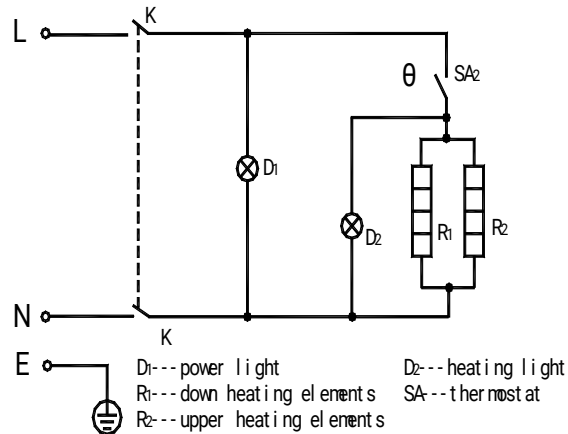 L
K
θ
SA2
D1
D2
R1
R2
N
K
E
D1---power light
D2---heating light
R1---down heating elements
SA---thermostat
R2---upper heating elements